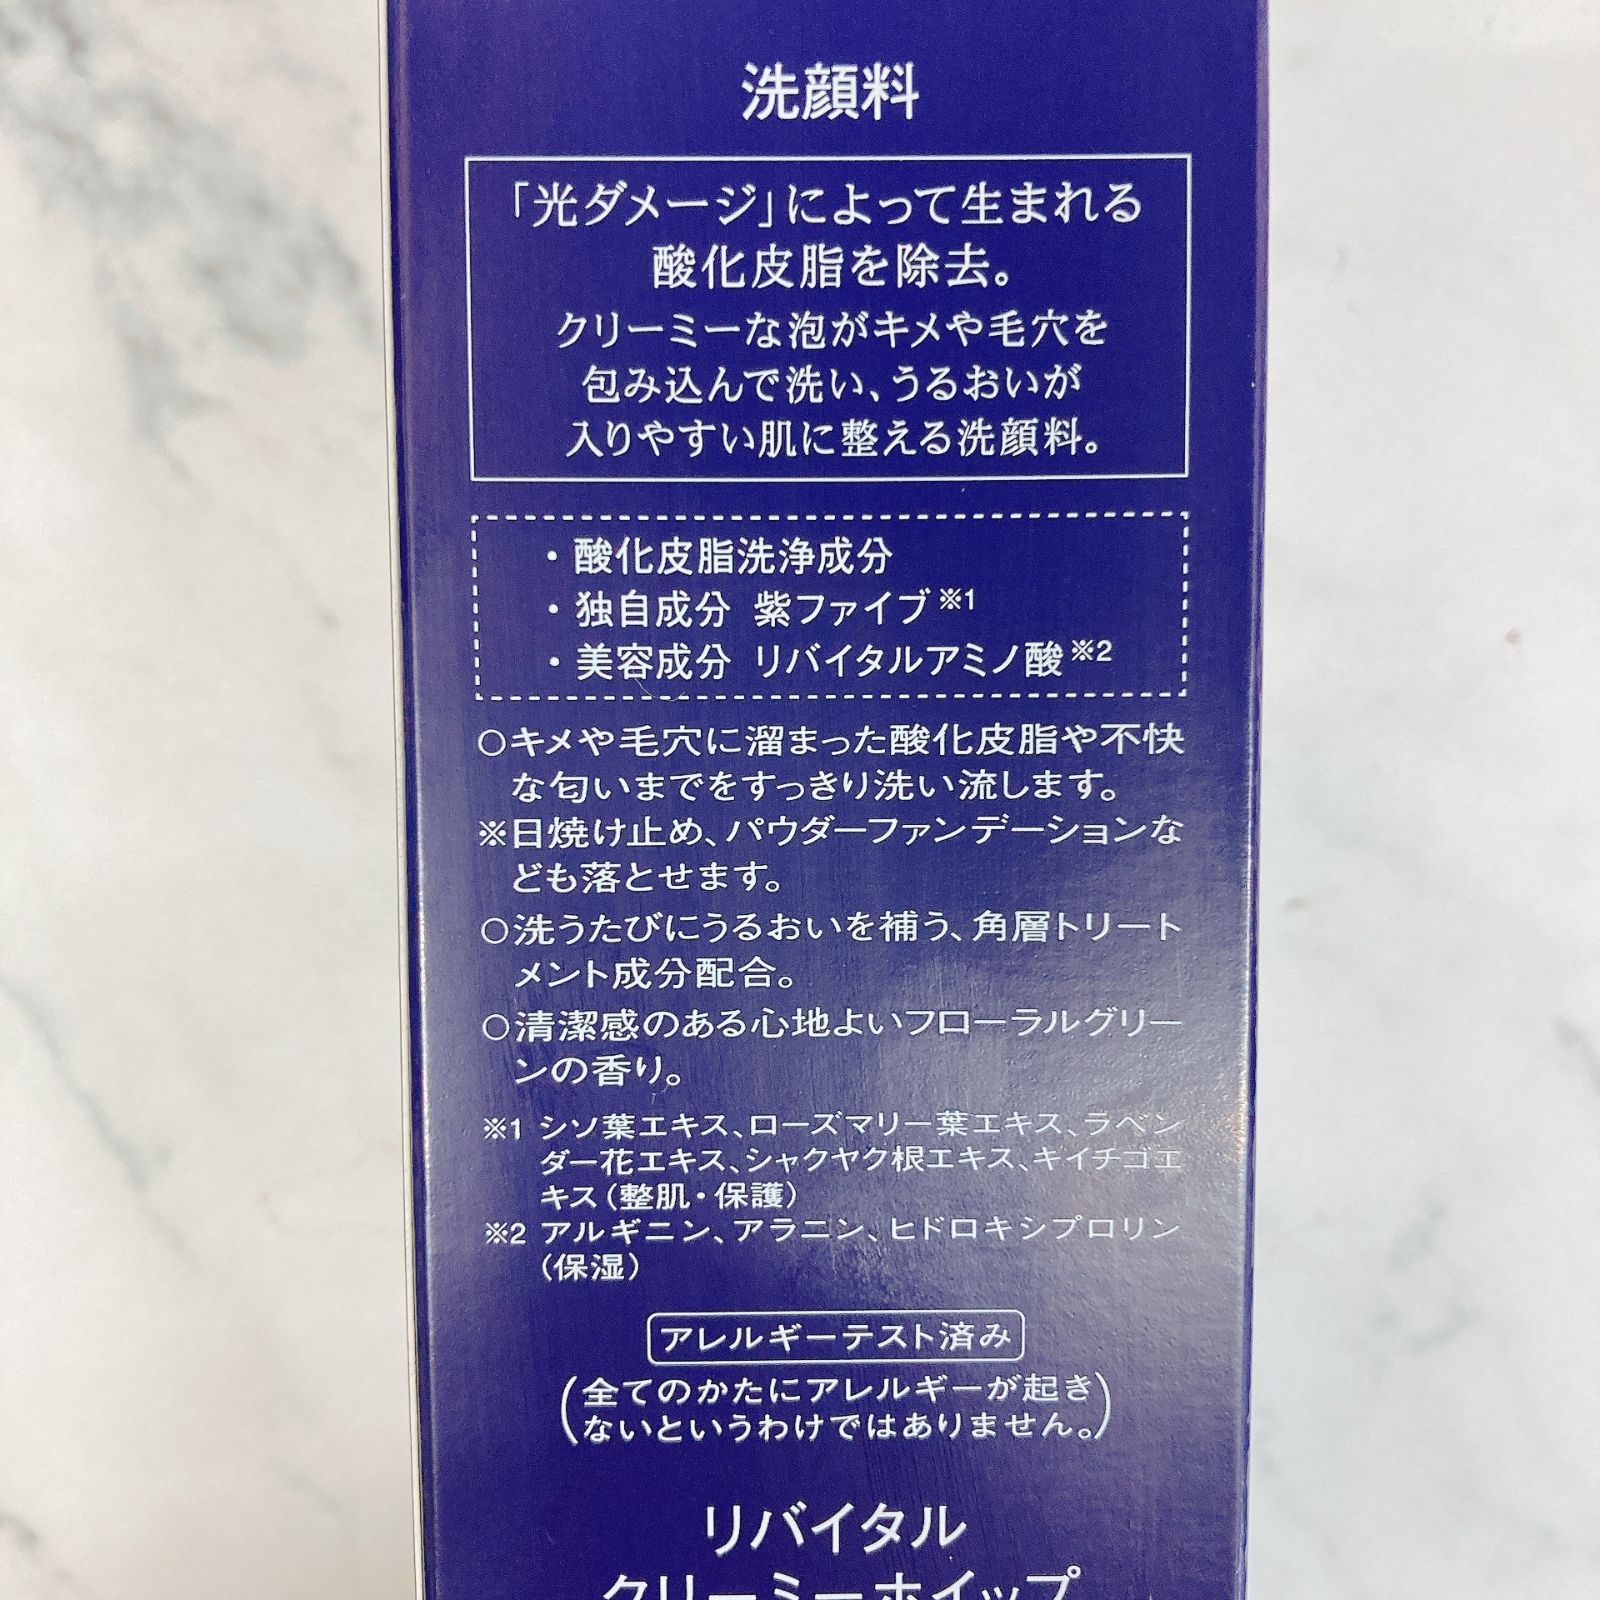 洗顔料
「光ダメージ」によって生まれる
酸化皮脂を除去。
クリーミーな泡がキメや毛穴を
包み込んで洗い、うるおいが
入りやすい肌に整える洗顔料。
・酸化皮脂洗浄成分
・独自成分 紫ファイブ※1
・美容成分 リバイタルアミノ酸※2
○キメや毛穴に溜まった酸化皮脂や不快
な匂いまでをすっきり洗い流します。
※日焼け止め、パウダーファンデーションな
ども落とせます。
○洗うたびにうるおいを補う、角層トリート
メント成分配合。
○清潔感のある心地よいフローラルグリー
ンの香り。
※1 シソ葉エキス、ローズマリー葉エキス、ラベン
ダー花エキス、シャクヤク根エキス、キイチゴエ
キス（整肌・保護）
※2 アルギニン、アラニン、ヒドロキシプロリン
（保湿）
アレルギーテスト済み
（全てのかたにアレルギーが起き
ないというわけではありません。）
リバイタル
クリーミーホイップ